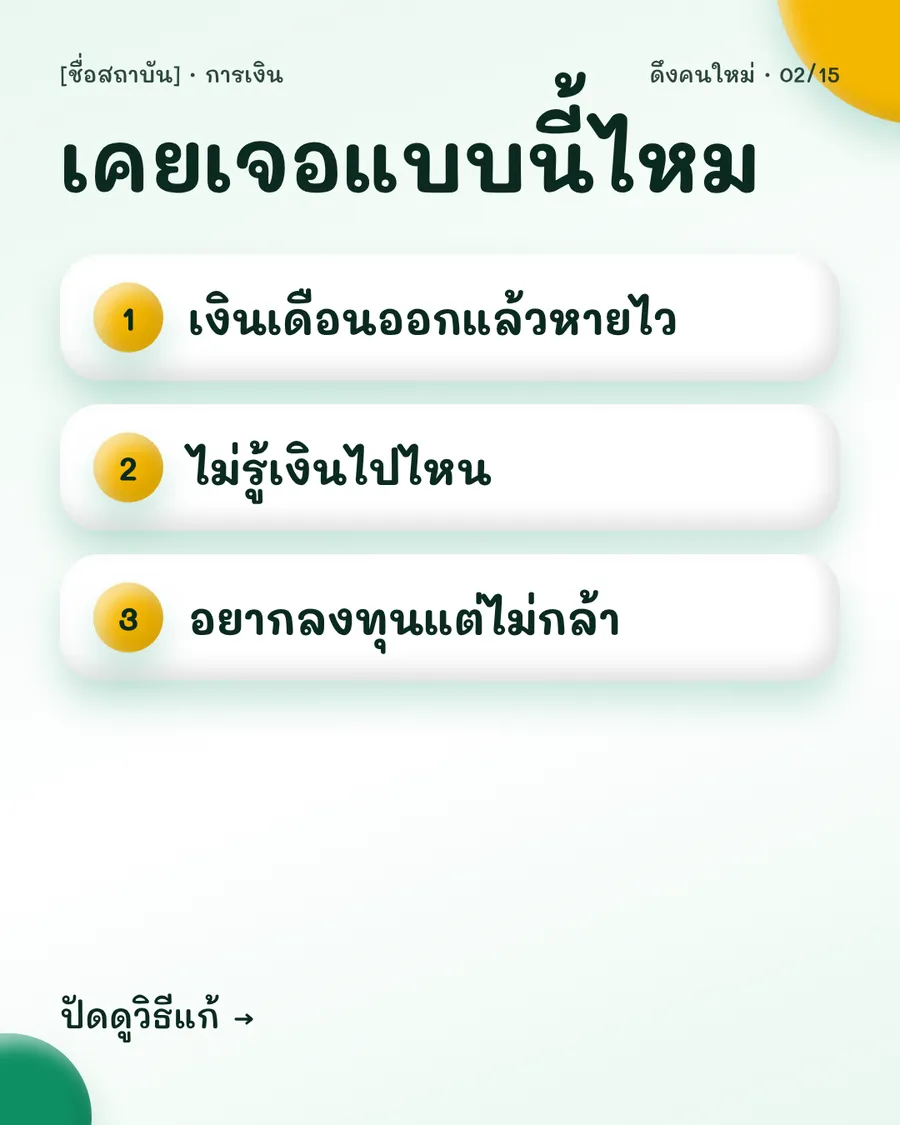 [ชื่อสถาบัน] · การเงิน
ดึงคนใหม่ · 02/15
เคยเจอแบบนี้ไหม
1 เงินเดือนออกแล้วหายไว
2 ไม่รู้เงินไปไหน
3 อยากลงทุนแต่ไม่กล้า
ปัดดูวิธีแก้ →